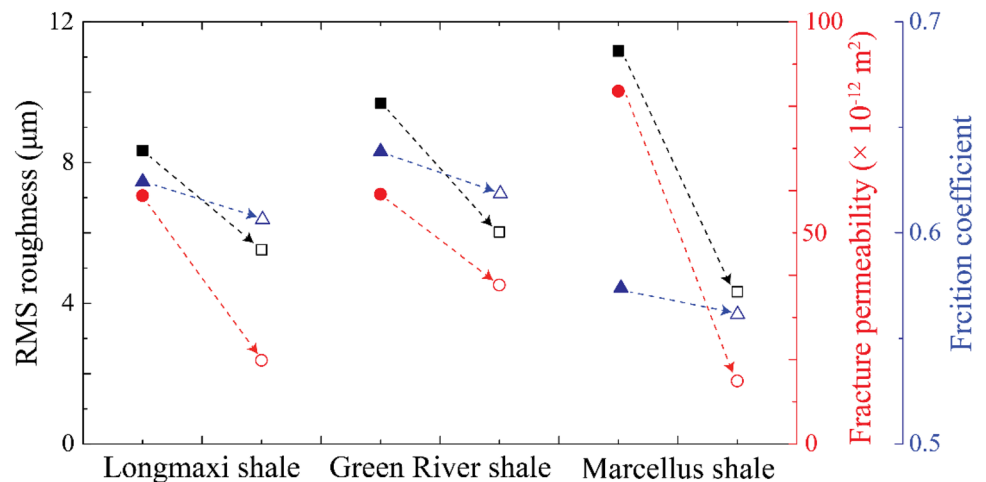 RMS roughness (μm)
12
8
4
0
Longmaxi shale
Green River shale
Marcellus shale
100
50
0
Fracture permeability (× 10⁻¹² m²)
0.7
0.6
0.5
Frcition coefficient